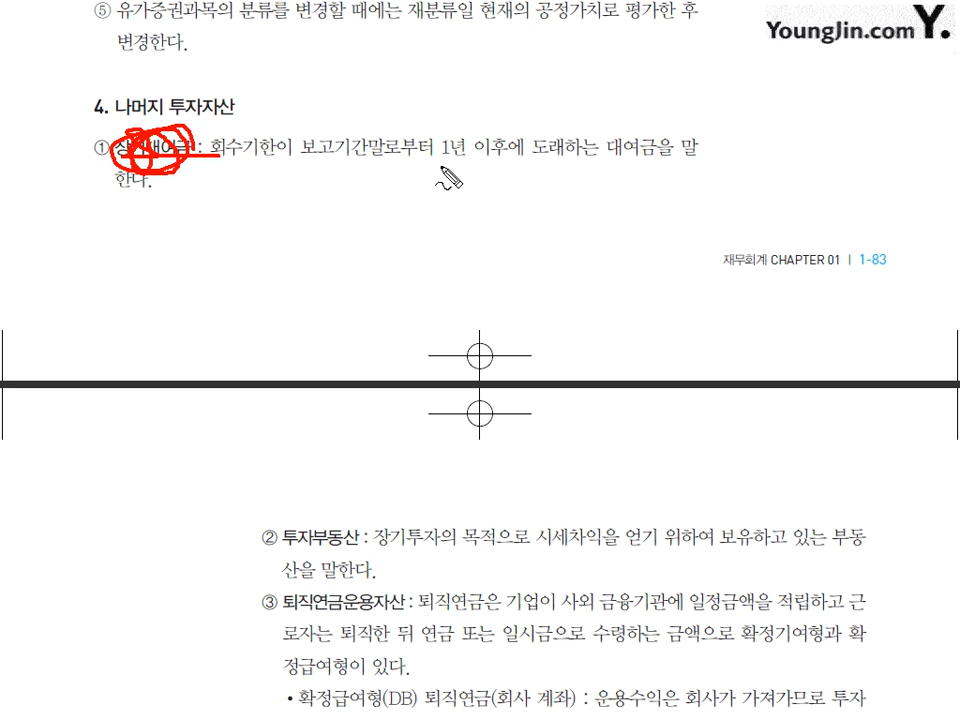 ⑤ 유가증권과목의 분류를 변경할 때에는 재분류일 현재의 공정가치로 평가한 후
변경한다.
YoungJin.com Y.
4. 나머지 투자자산
① 장기대여금 : 회수기한이 보고기간말로부터 1년 이후에 도래하는 대여금을 말
한다.
재무회계 CHAPTER 01 | 1-83
② 투자부동산 : 장기투자의 목적으로 시세차익을 얻기 위하여 보유하고 있는 부동
산을 말한다.
③ 퇴직연금운용자산 : 퇴직연금은 기업이 사외 금융기관에 일정금액을 적립하고 근
로자는 퇴직한 뒤 연금 또는 일시금으로 수령하는 금액으로 확정기여형과 확
정급여형이 있다.
• 확정급여형(DB) 퇴직연금(회사 계좌) : 운용수익은 회사가 가져가므로 투자